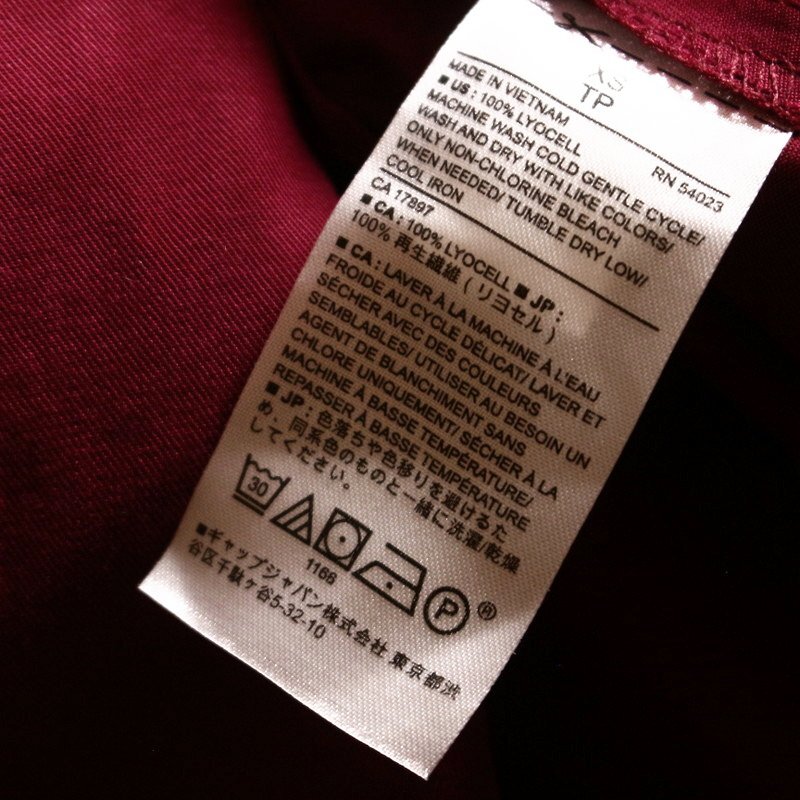 XS
TP
MADE IN VIETNAM
RN 54023
■ US : 100% LYOCELL
MACHINE WASH COLD GENTLE CYCLE/
WASH AND DRY WITH LIKE COLORS/
ONLY NON-CHLORINE BLEACH
WHEN NEEDED/ TUMBLE DRY LOW/
COOL IRON
CA 17897
■ CA : 100% LYOCELL ■ JP :
100% 再生繊維 ( リヨセル )
■ CA : LAVER À LA MACHINE À L'EAU
FROIDE AU CYCLE DÉLICAT/ LAVER ET
SÉCHER AVEC DES COULEURS
SEMBLABLES/ UTILISER AU BESOIN UN
AGENT DE BLANCHIMENT SANS
CHLORE UNIQUEMENT/ SÉCHER À LA
MACHINE À BASSE TEMPÉRATURE/
REPASSER À BASSE TEMPÉRATURE
■ JP : 色落ちや色移りを避けるた
め、同系色のものと一緒に洗濯/乾燥
してください。
30
P
®
1166
■ギャップジャパン株式会社 東京都渋
谷区千駄ヶ谷5-32-10